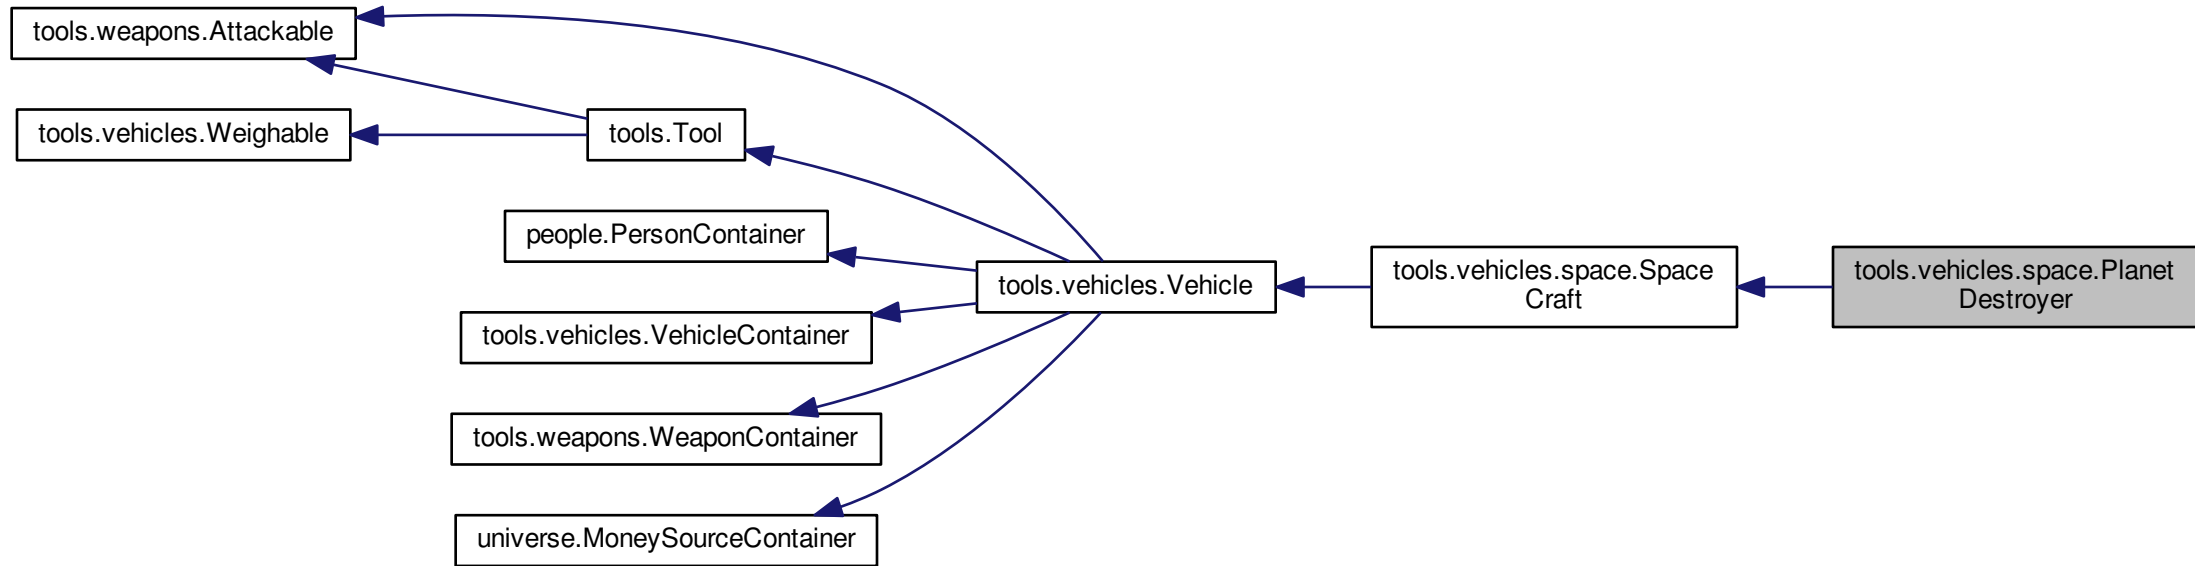 tools.weapons.Attackable
tools.vehicles.Weighable
tools.Tool
people.PersonContainer
tools.vehicles.VehicleContainer
tools.weapons.WeaponContainer
universe.MoneySourceContainer
tools.vehicles.Vehicle
tools.vehicles.space.Space
Craft
tools.vehicles.space.Planet
Destroyer